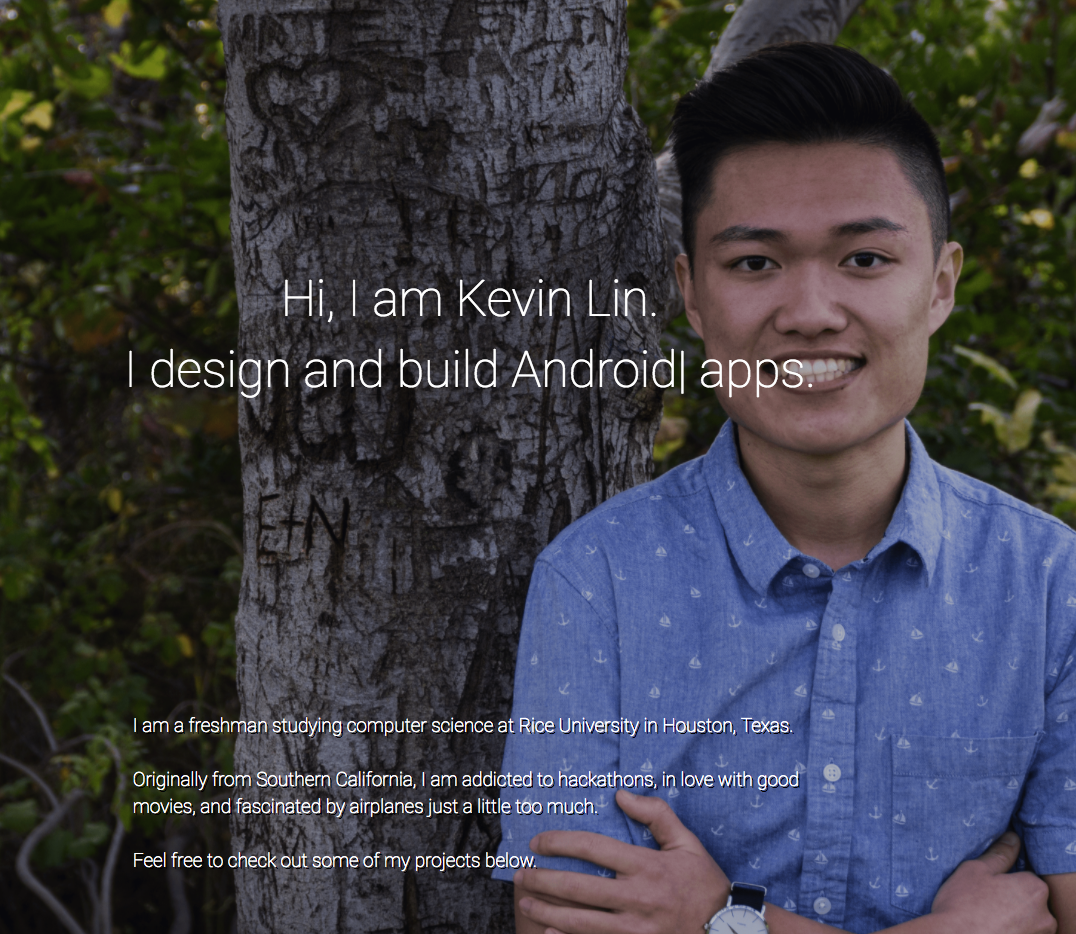 Hi, I am Kevin Lin.
I design and build Android| apps.
E+N
I am a freshman studying computer science at Rice University in Houston, Texas.
Originally from Southern California, I am addicted to hackathons, in love with good
movies, and fascinated by airplanes just a little too much.
Feel free to check out some of my projects below.